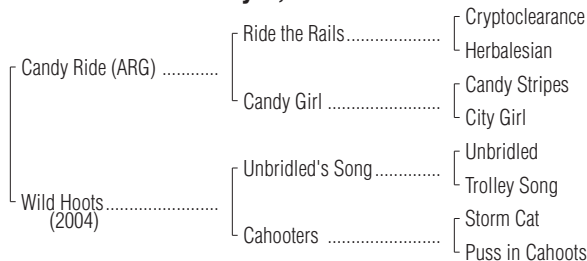 Cryptoclearance
Ride the Rails
Herbalesian
Candy Ride (ARG)
Candy Stripes
Candy Girl
City Girl
Unbridled
Unbridled's Song
Trolley Song
Wild Hoots
(2004)
Storm Cat
Cahooters
Puss in Cahoots